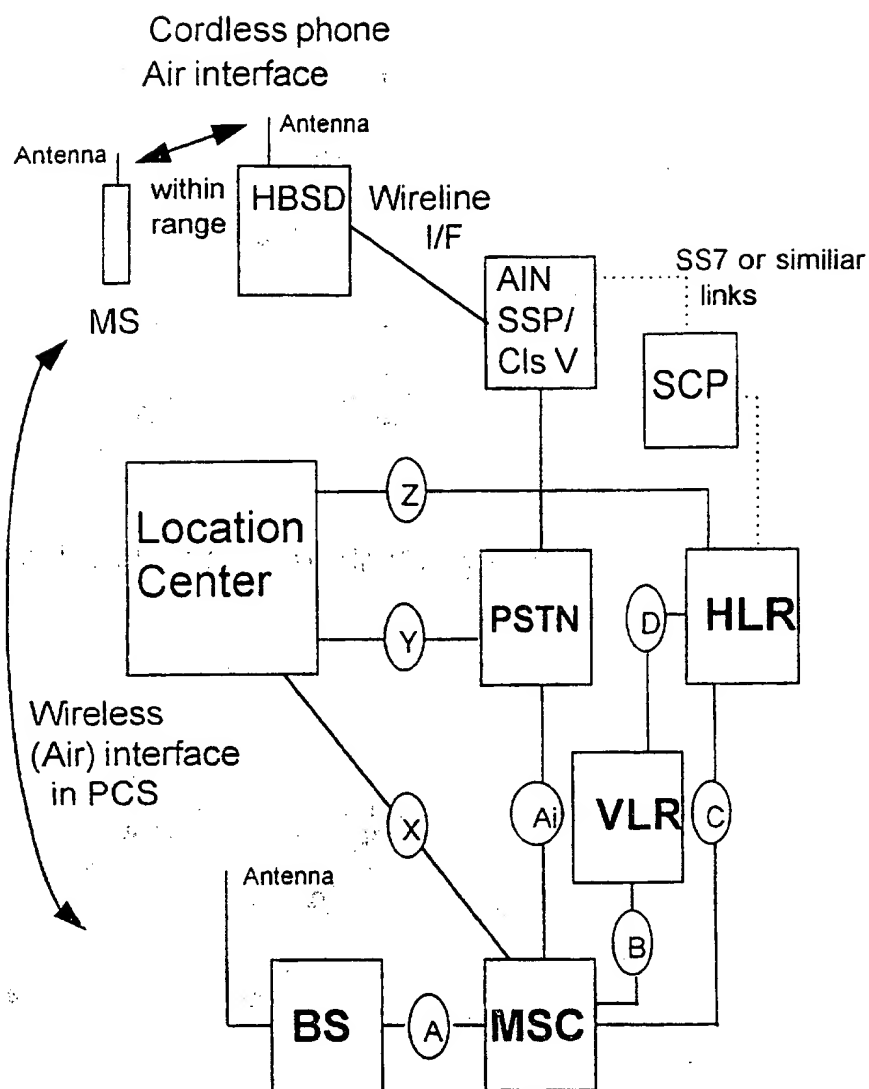 Cordless phone
Air interface
Antenna
Antenna
within
range
HBSD
Wireline
I/F
MS
AIN
SSP/
Cls V
SS7 or similiar
links
SCP
Z
Location
Center
PSTN
HLR
D
Y
Wireless
(Air) interface
in PCS
X
Ai
VLR
C
Antenna
B
BS
A
MSC